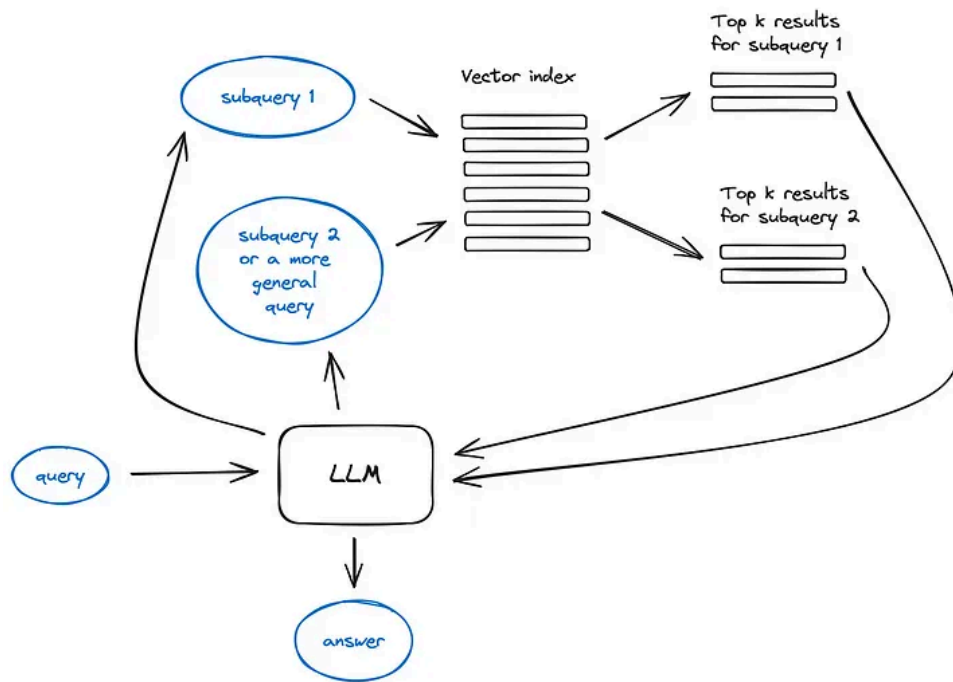 Top k results
for subquery 1
Vector index
subquery 1
Top k results
for subquery 2
subquery 2
or a more
general
query
query
LLM
answer